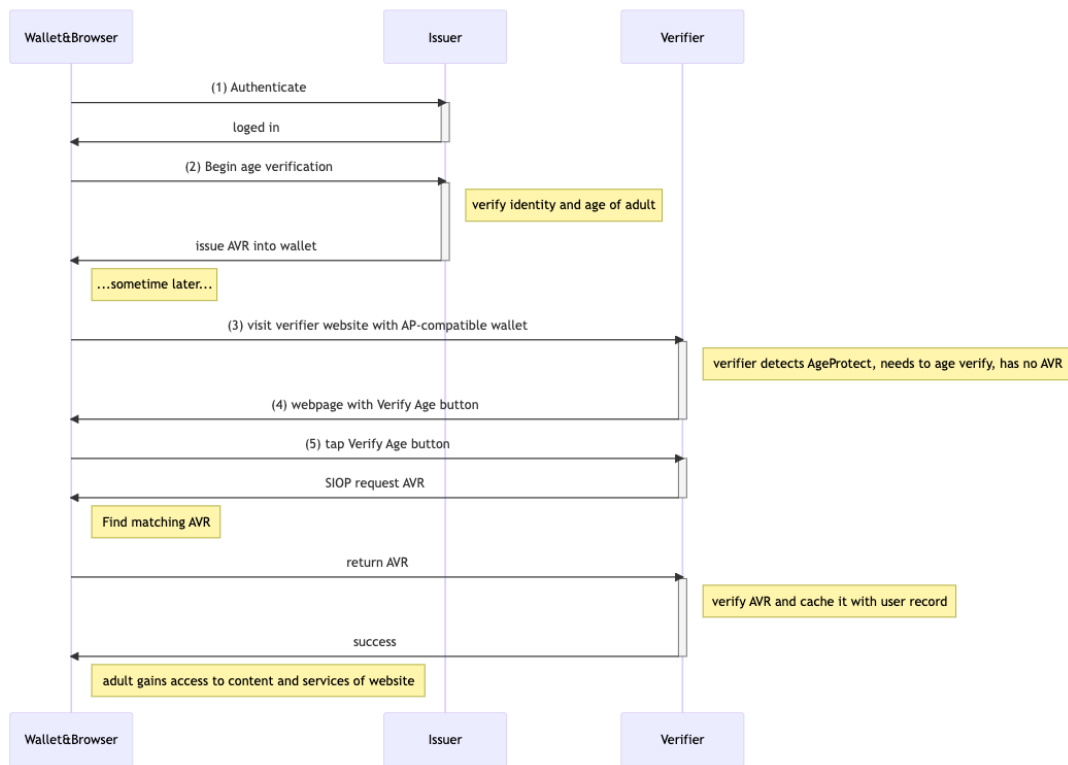 Wallet&Browser
Issuer
Verifier
(1) Authenticate
loged in
(2) Begin age verification
verify identity and age of adult
issue AVR into wallet
...sometime later...
(3) visit verifier website with AP-compatible wallet
verifier detects AgeProtect, needs to age verify, has no AVR
(4) webpage with Verify Age button
(5) tap Verify Age button
SIOP request AVR
Find matching AVR
return AVR
verify AVR and cache it with user record
success
adult gains access to content and services of website
Wallet&Browser
Issuer
Verifier